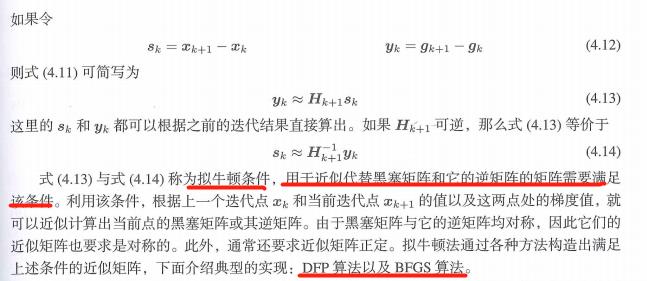 如果令
s_k = x_{k+1} − x_k    y_k = g_{k+1} − g_k    (4.12)
则式 (4.11) 可简写为
y_k ≈ H_{k+1}s_k    (4.13)
这里的 s_k 和 y_k 都可以根据之前的迭代结果直接算出。如果 H_{k+1} 可逆，那么式 (4.13) 等价于
s_k ≈ H_{k+1}^{-1}y_k    (4.14)
式 (4.13) 与式 (4.14) 称为拟牛顿条件，用于近似代替黑塞矩阵和它的逆矩阵的矩阵需要满足
该条件。利用该条件，根据上一个迭代点 x_k 和当前迭代点 x_{k+1} 的值以及这两点处的梯度值，就
可以近似计算出当前点的黑塞矩阵或其逆矩阵。由于黑塞矩阵与它的逆矩阵均对称，因此它们的
近似矩阵也要求是对称的。此外，通常还要求近似矩阵正定。拟牛顿法通过各种方法构造出满足
上述条件的近似矩阵，下面介绍典型的实现：DFP 算法以及 BFGS 算法。